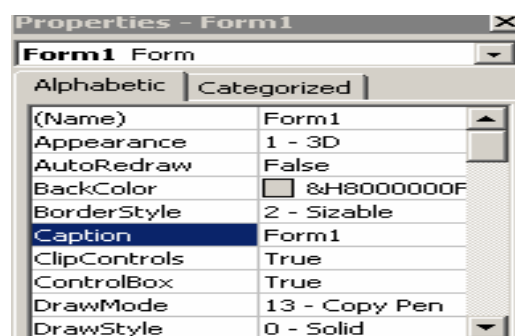 Properties - Form1
Form1 Form
Alphabetic Categorized
(Name) Form1
Appearance 1 - 3D
AutoRedraw False
BackColor &H8000000F
BorderStyle 2 - Sizable
Caption Form1
ClipControls True
ControlBox True
DrawMode 13 - Copy Pen
DrawStyle 0 - Solid